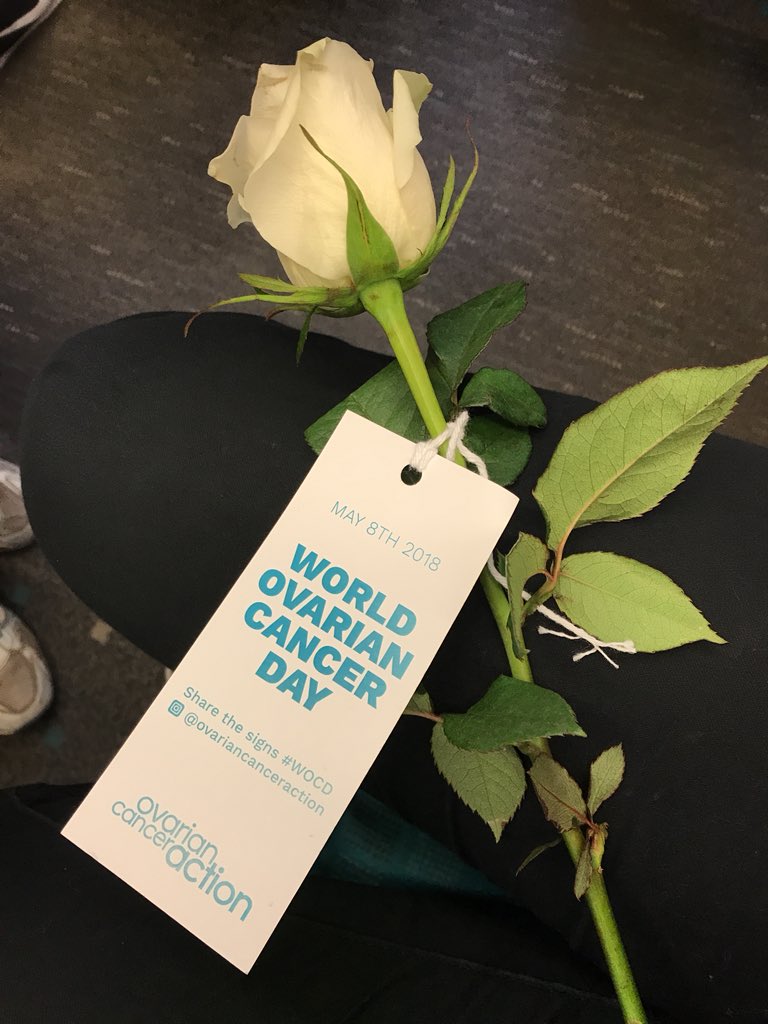 MAY 8TH 2018
WORLD
OVARIAN
CANCER
DAY
Share the signs #WOCD
@ovariancanceraction
ovarian
canceraction